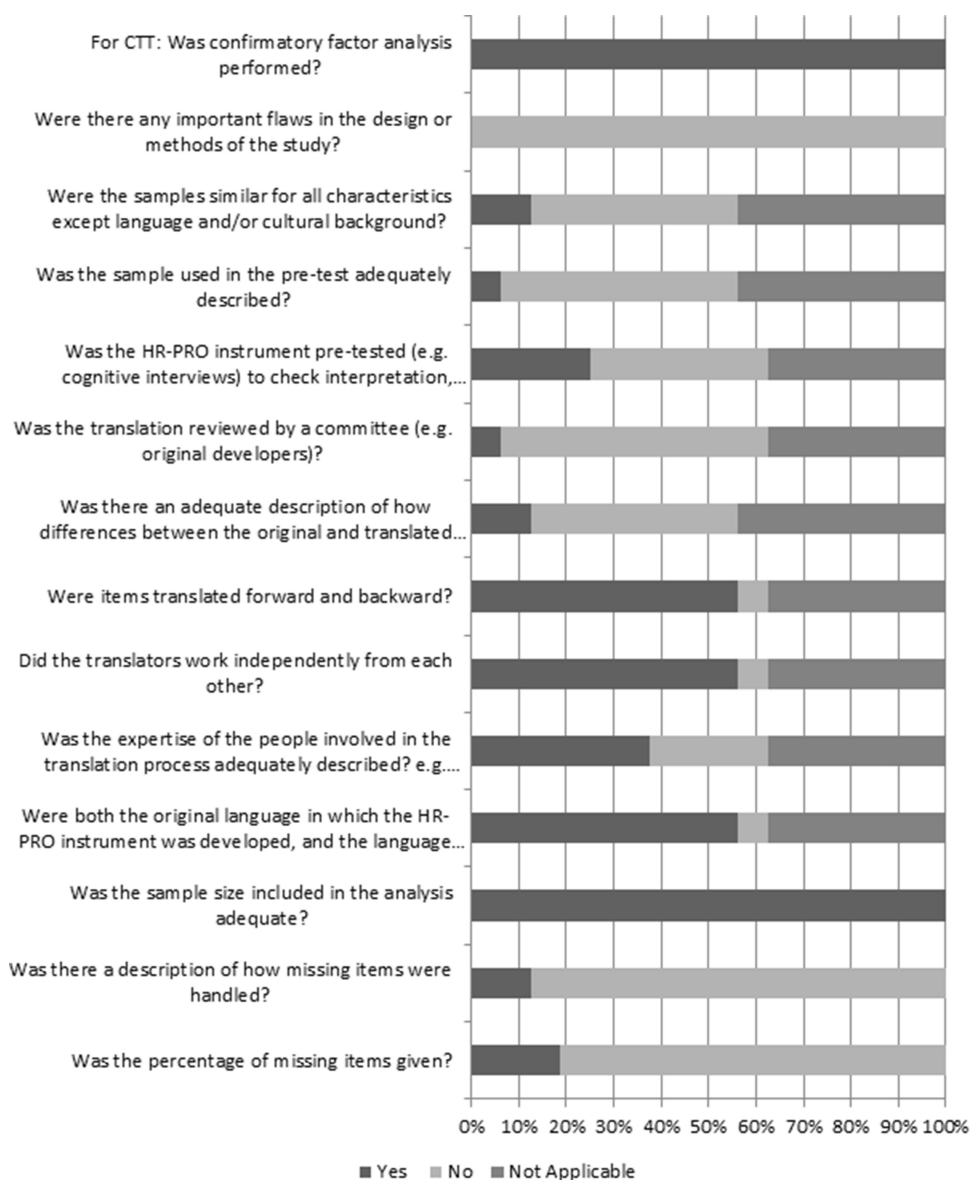 For CTT: Was confirmatory factor analysis
performed?
Were there any important flaws in the design or
methods of the study?
Were the samples similar for all characteristics
except language and/or cultural background?
Was the sample used in the pre-test adequately
described?
Was the HR-PRO instrument pre-tested (e.g.
cognitive interviews) to check interpretation,...
Was the translation reviewed by a committee (e.g.
original developers)?
Was there an adequate description of how
differences between the original and translated...
Were items translated forward and backward?
Did the translators work independently from each
other?
Was the expertise of the people involved in the
translation process adequately described? e.g....
Were both the original language in which the HR-
PRO instrument was developed, and the language...
Was the sample size included in the analysis
adequate?
Was there a description of how missing items were
handled?
Was the percentage of missing items given?
0% 10% 20% 30% 40% 50% 60% 70% 80% 90% 100%
Yes No Not Applicable